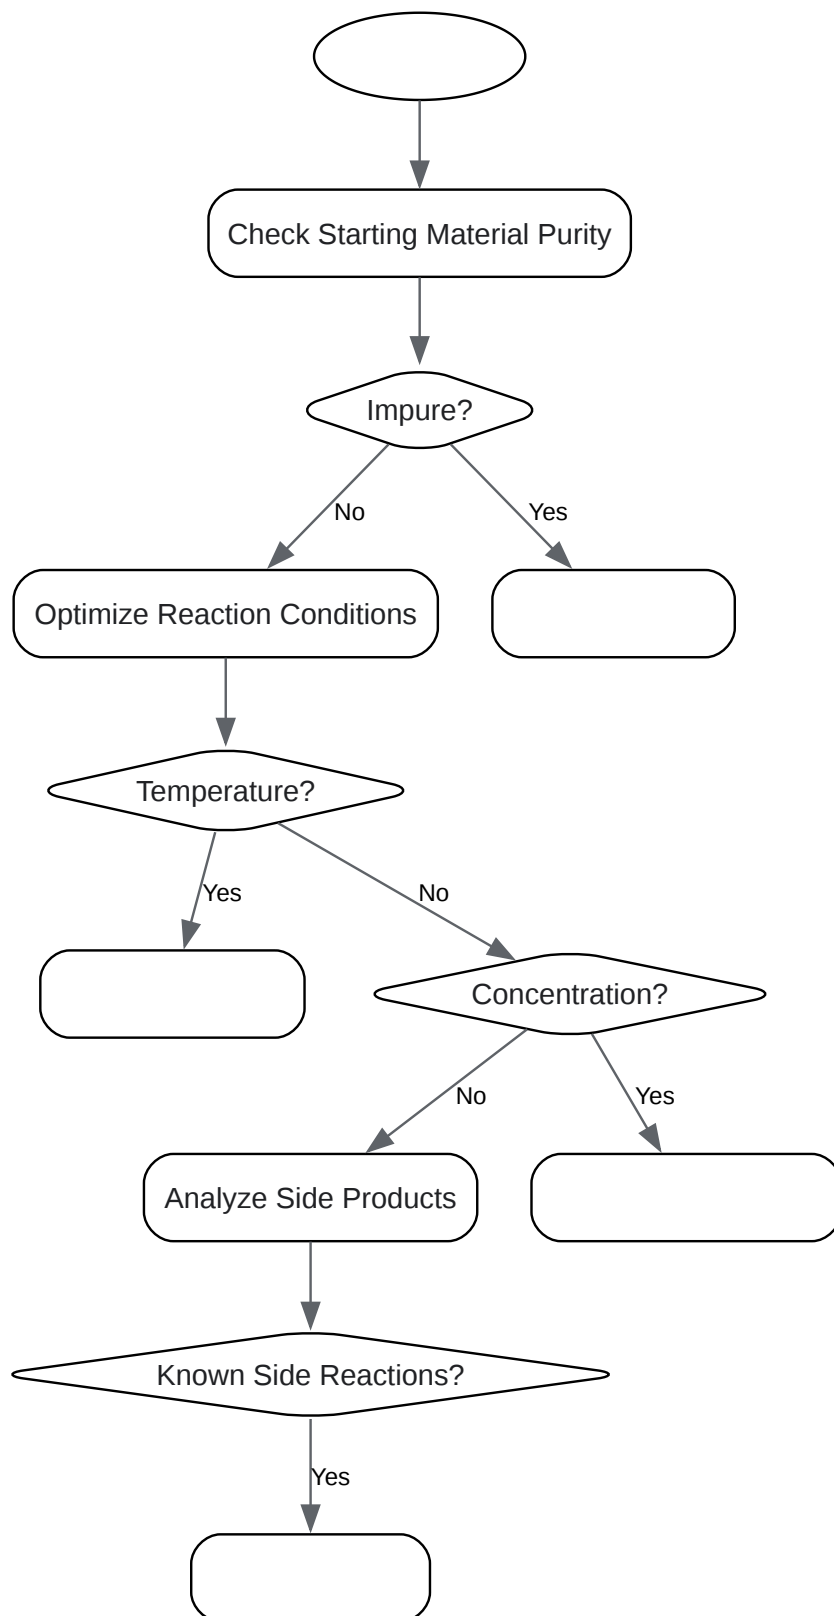 Check Starting Material Purity
Impure?
No
Yes
Optimize Reaction Conditions
Temperature?
Yes
No
Concentration?
No
Yes
Analyze Side Products
Known Side Reactions?
Yes